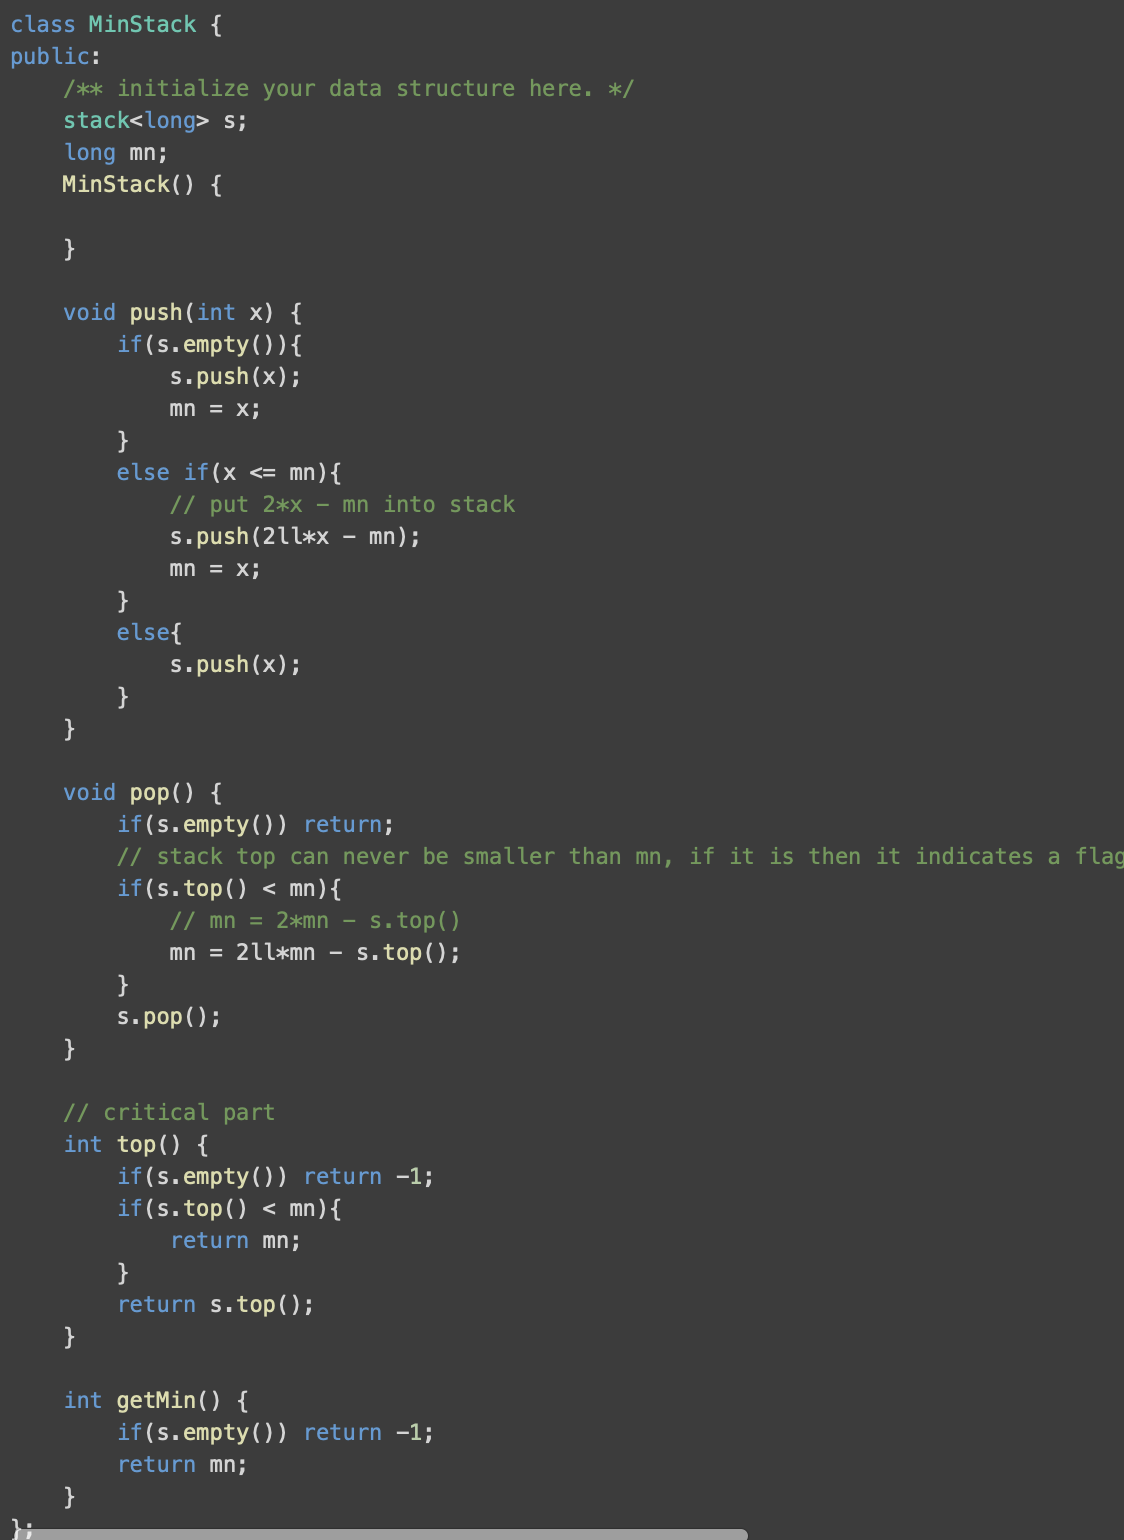 class MinStack {
public:
    /** initialize your data structure here. */
    stack<long> s;
    long mn;
    MinStack() {

    }

    void push(int x) {
        if(s.empty()){
            s.push(x);
            mn = x;
        }
        else if(x <= mn){
            // put 2*x - mn into stack
            s.push(2ll*x - mn);
            mn = x;
        }
        else{
            s.push(x);
        }
    }

    void pop() {
        if(s.empty()) return;
        // stack top can never be smaller than mn, if it is then it indicates a flag
        if(s.top() < mn){
            // mn = 2*mn - s.top()
            mn = 2ll*mn - s.top();
        }
        s.pop();
    }

    // critical part
    int top() {
        if(s.empty()) return -1;
        if(s.top() < mn){
            return mn;
        }
        return s.top();
    }

    int getMin() {
        if(s.empty()) return -1;
        return mn;
    }
};